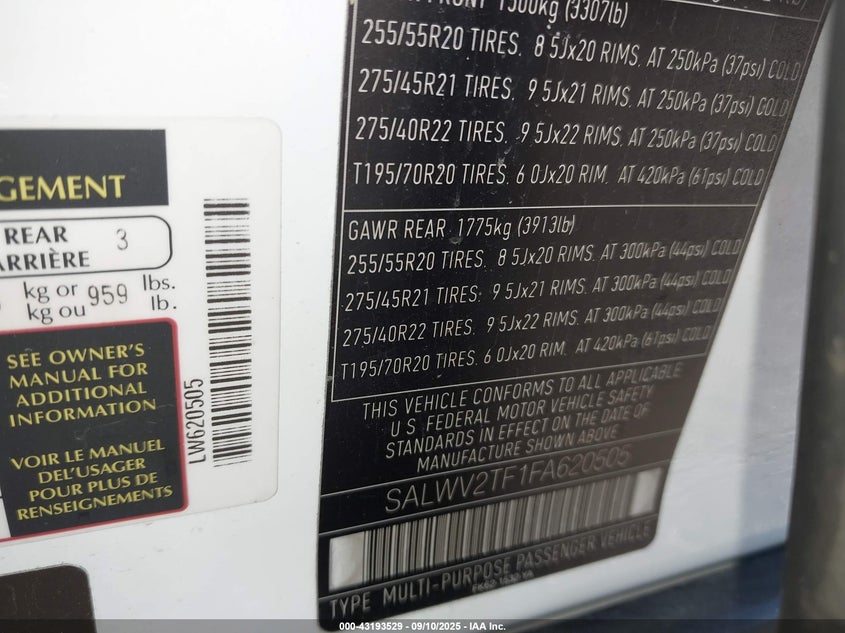 GEMENT
REAR 3
ARRIÈRE
kg or 959 lbs.
kg ou lb.
SEE OWNER'S
MANUAL FOR
ADDITIONAL
INFORMATION
VOIR LE MANUEL
DEL'USAGER
POUR PLUS DE
RENSEIGNEMENTS
LW620505
FRONT 1500kg (3307lb)
255/55R20 TIRES. 8 5Jx20 RIMS. AT 250kPa (37psi) COLD
275/45R21 TIRES. 9 5Jx21 RIMS. AT 250kPa (37psi) COLD
275/40R22 TIRES. 9 5Jx22 RIMS. AT 250kPa (37psi) COLD
T195/70R20 TIRES. 6 0Jx20 RIM. AT 420kPa (61psi) COLD
GAWR REAR 1775kg (3913lb)
255/55R20 TIRES. 8 5Jx20 RIMS. AT 300kPa (44psi) COLD
275/45R21 TIRES. 9 5Jx21 RIMS. AT 300kPa (44psi) COLD
275/40R22 TIRES. 9 5Jx22 RIMS. AT 300kPa (44psi) COLD
T195/70R20 TIRES. 6 0Jx20 RIM. AT 420kPa (61psi) COLD
THIS VEHICLE CONFORMS TO ALL APPLICABLE
U S FEDERAL MOTOR VEHICLE SAFETY
STANDARDS IN EFFECT ON THE DATE OF
MANUFACTURE SHOWN ABOVE
SALWV2TF1FA620505
TYPE MULTI-PURPOSE PASSENGER VEHICLE
000-43193529 - 09/10/2025 - IAA Inc.